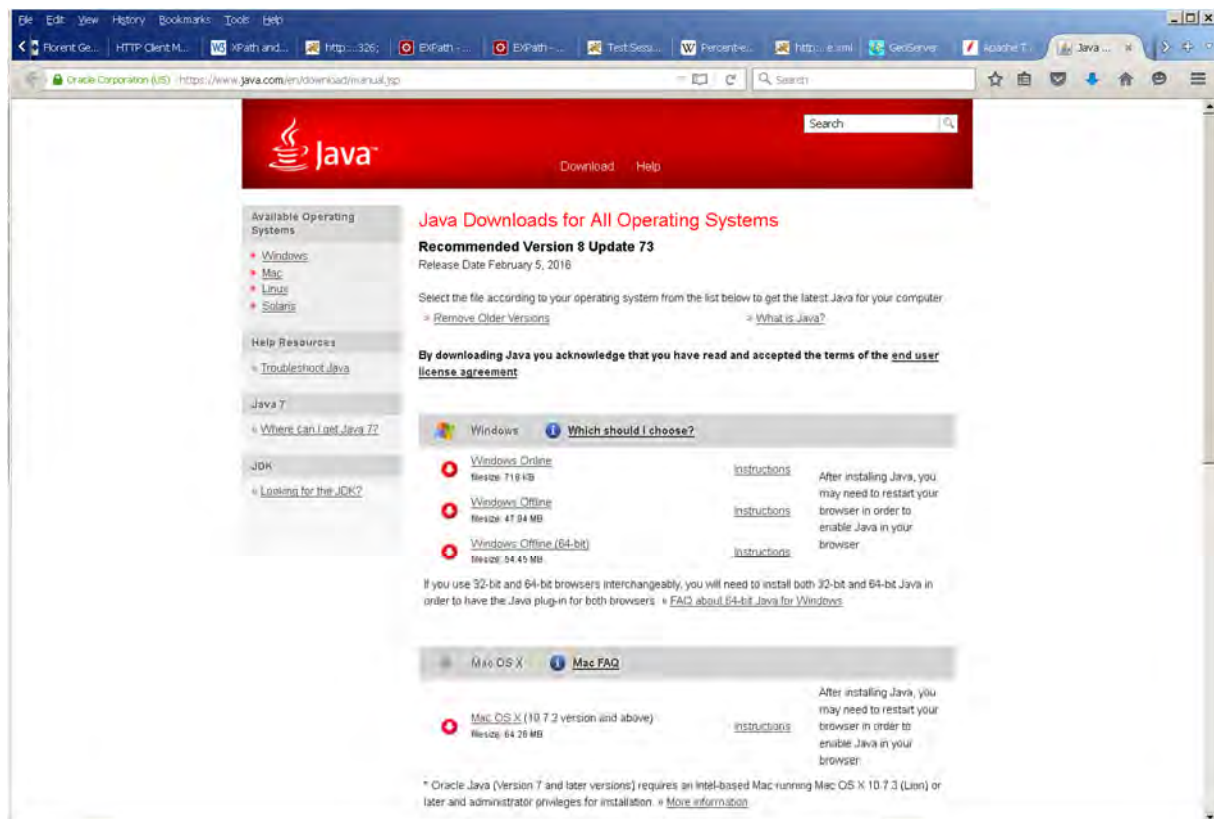 File Edit View History Bookmarks Tools Help
Florent Ge... HTTP Client M... XPath and... http:...326; EXPath -... EXPath -... Test Sessi... Percent-e... http:...e.xml GeoServer Apache T... Java ...
Oracle Corporation (US) https://www.java.com/en/download/manual.jsp Search
Java™
Search
Download Help
Available Operating
Systems
Windows
Mac
Linux
Solaris
Help Resources
» Troubleshoot Java
Java 7
» Where can I get Java 7?
JDK
» Looking for the JDK?
Java Downloads for All Operating Systems
Recommended Version 8 Update 73
Release Date February 5, 2016
Select the file according to your operating system from the list below to get the latest Java for your computer
» Remove Older Versions » What is Java?
By downloading Java you acknowledge that you have read and accepted the terms of the end user
license agreement
Windows Which should I choose?
Windows Online
filesize: 718 KB
Instructions
Windows Offline
filesize: 47.94 MB
Instructions
Windows Offline (64-bit)
filesize: 54.45 MB
Instructions
After installing Java, you
may need to restart your
browser in order to
enable Java in your
browser
If you use 32-bit and 64-bit browsers interchangeably, you will need to install both 32-bit and 64-bit Java in
order to have the Java plug-in for both browsers » FAQ about 64-bit Java for Windows
Mac OS X Mac FAQ
Mac OS X (10.7.3 version and above)
filesize: 64.26 MB
Instructions
After installing Java, you
may need to restart your
browser in order to
enable Java in your
browser
* Oracle Java (Version 7 and later versions) requires an Intel-based Mac running Mac OS X 10.7.3 (Lion) or
later and administrator privileges for installation. » More information